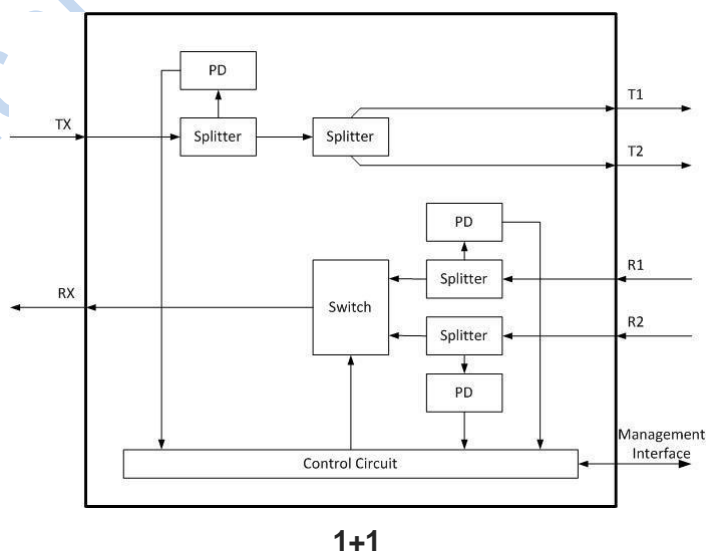 PD
T1
TX
Splitter
Splitter
T2
PD
R1
Splitter
RX
Switch
R2
Splitter
PD
Management
Interface
Control Circuit
1+1